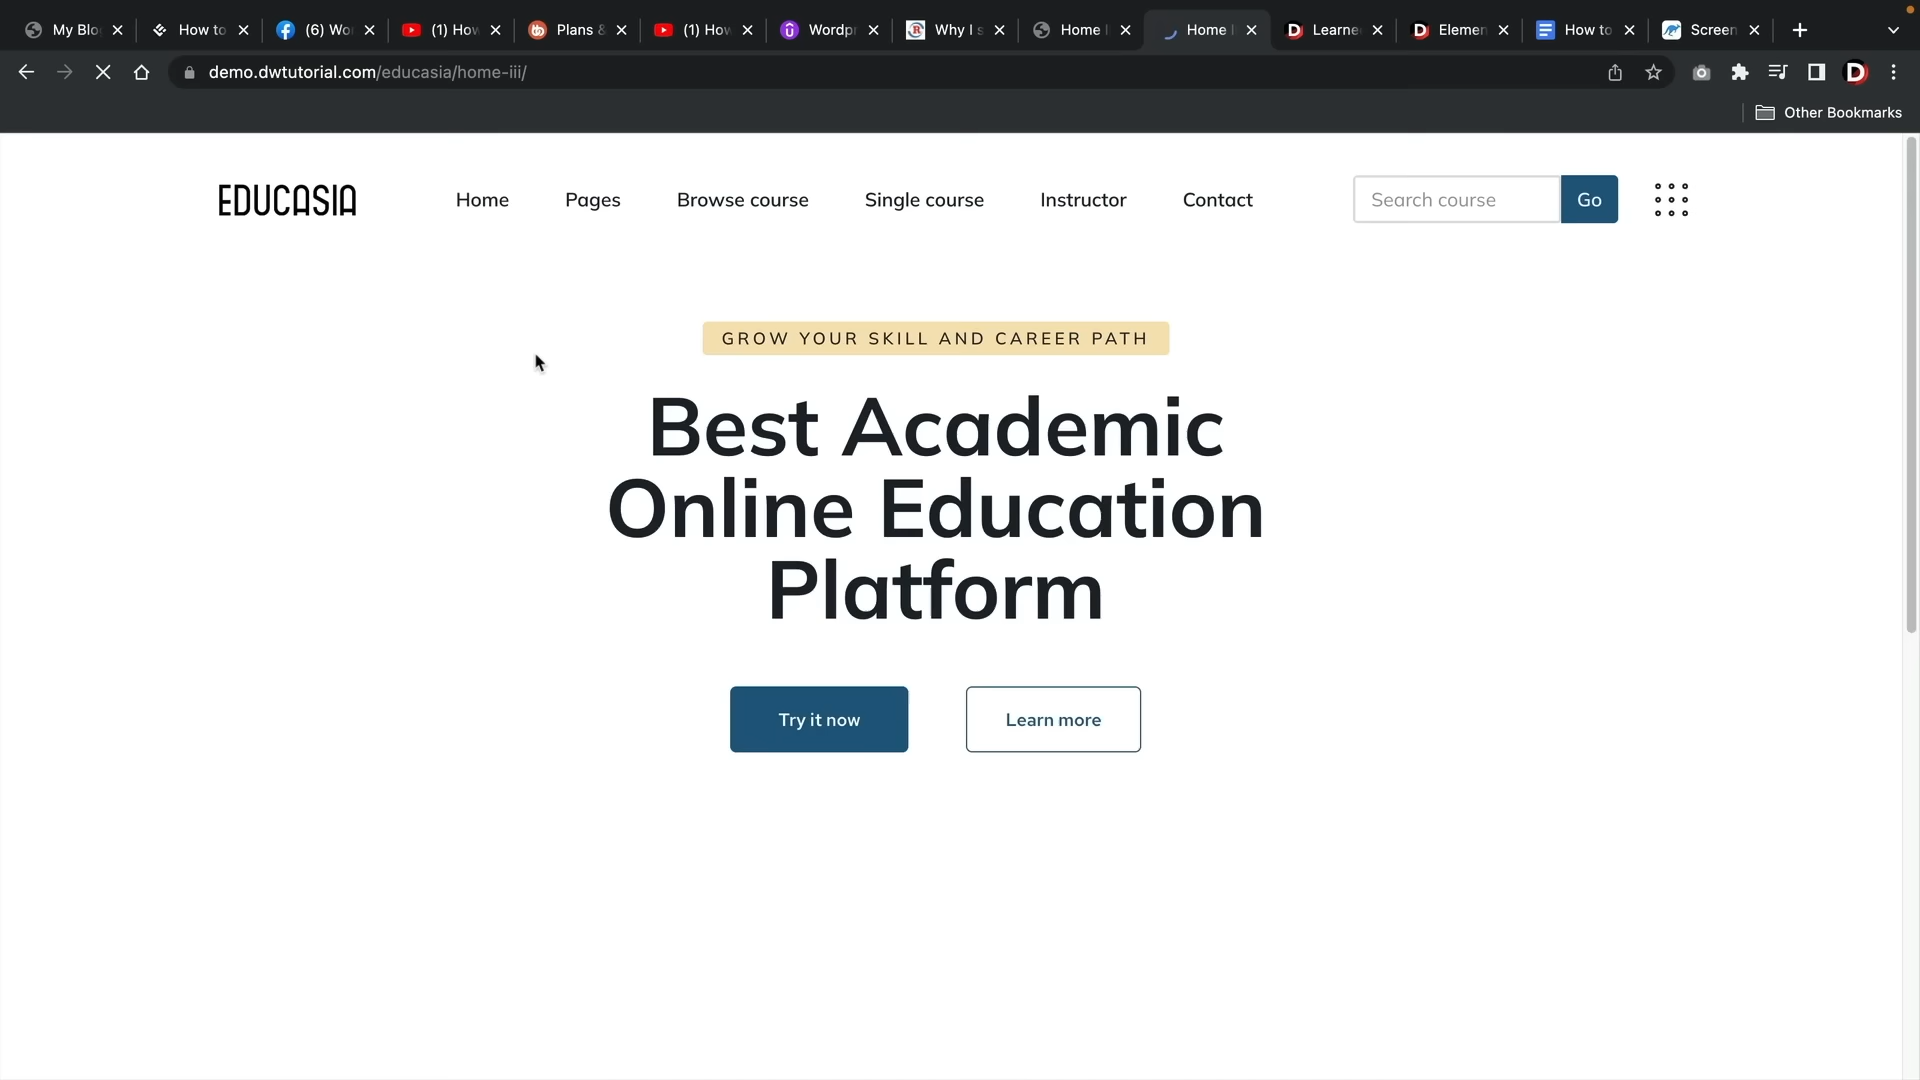 My Blo
How to
(6) Wo
(1) How
Plans &
(1) How
Wordpr
Why I s
Home I
Home I
Learne
Elemen
How to
Screen
demo.dwtutorial.com/educasia/home-iii/
Other Bookmarks
EDUCASIA
Home
Pages
Browse course
Single course
Instructor
Contact
Search course
Go
GROW YOUR SKILL AND CAREER PATH
Best Academic
Online Education
Platform
Try it now
Learn more